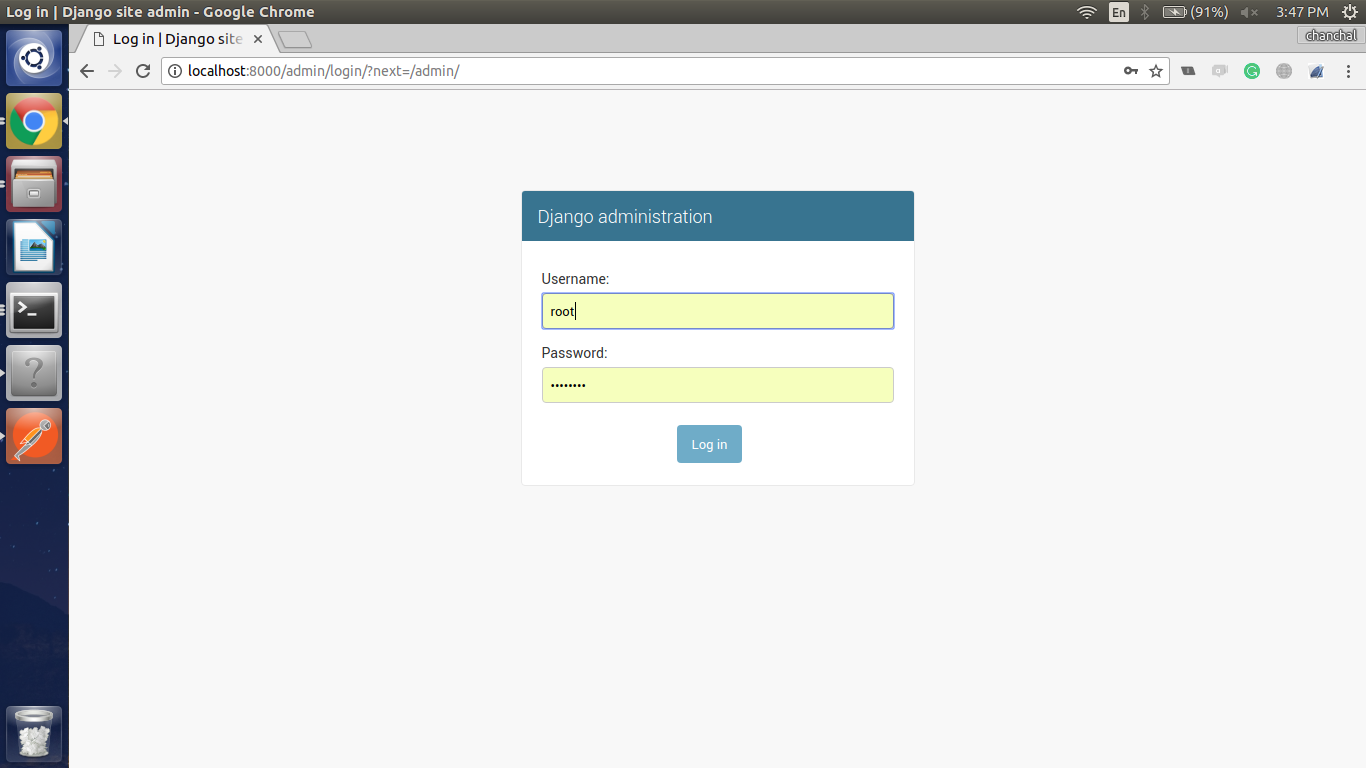 Log in | Django site admin - Google Chrome
En
(91%)
3:47 PM
Log in | Django site
chanchal
localhost:8000/admin/login/?next=/admin/
Django administration
Username:
root
Password:
••••••••
Log in